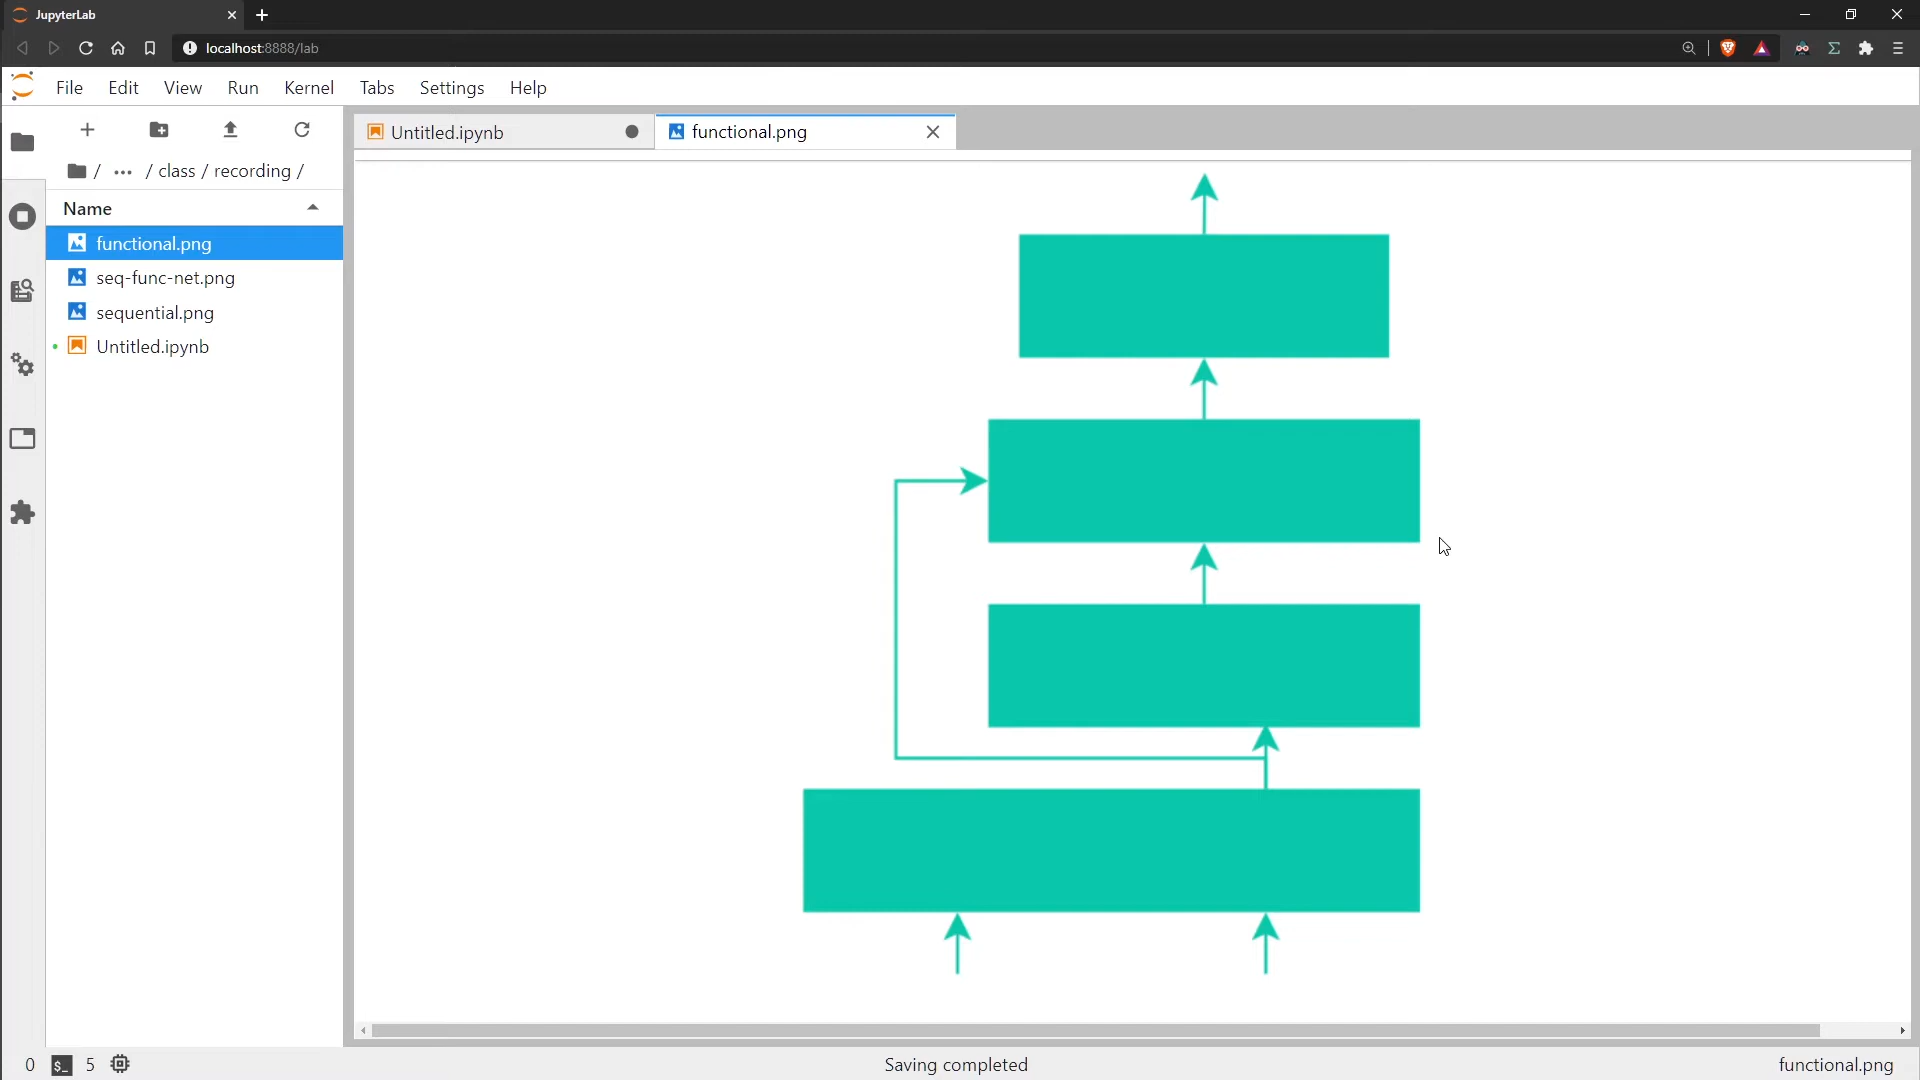 JupyterLab
localhost:8888/lab
File Edit View Run Kernel Tabs Settings Help
Untitled.ipynb
functional.png
/ ... / class / recording /
Name
functional.png
seq-func-net.png
sequential.png
Untitled.ipynb
0 $_ 5
Saving completed
functional.png